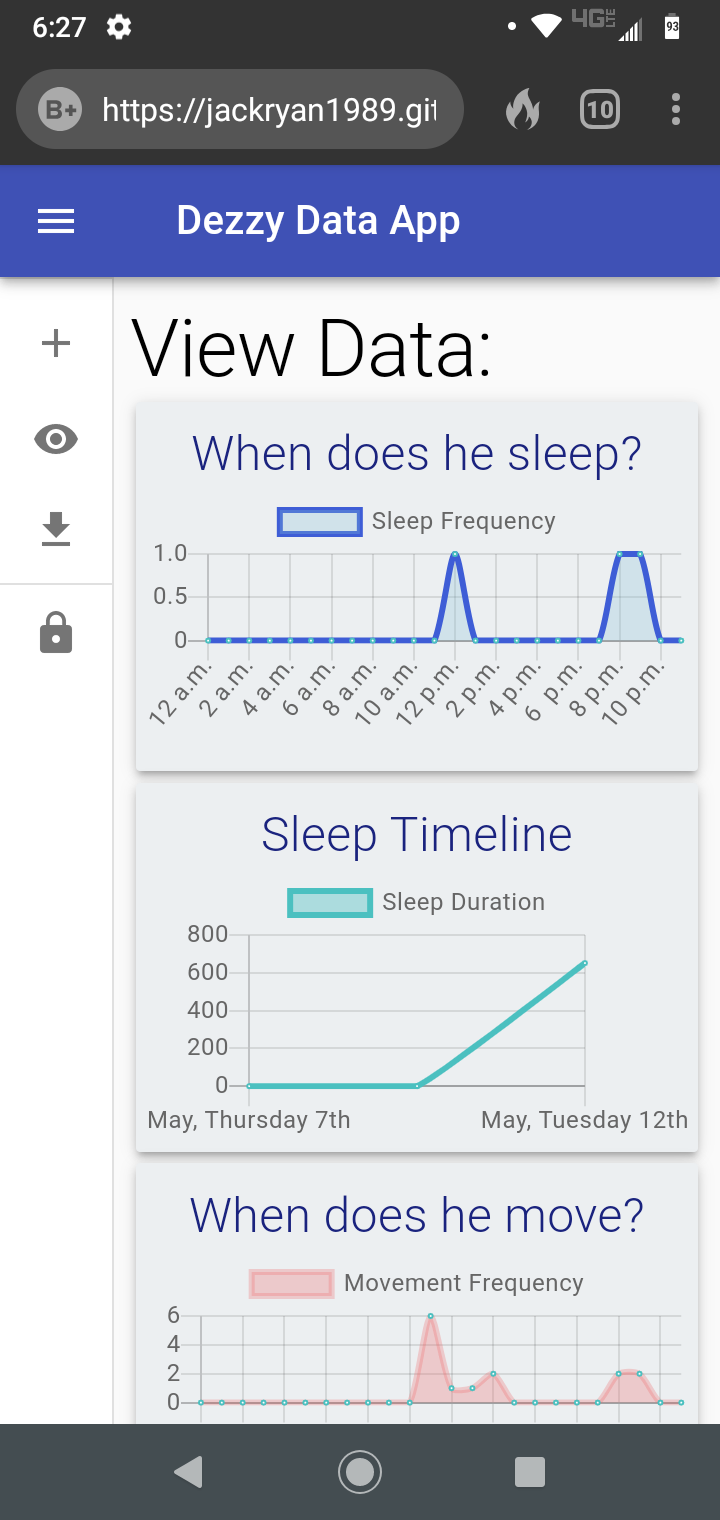 6:27 4G LTE 93
B+ https://jackryan1989.git 10
Dezzy Data App
View Data:
When does he sleep?
Sleep Frequency
1.0
0.5
0
12 a.m. 2 a.m. 4 a.m. 6 a.m. 8 a.m. 10 a.m. 12 p.m. 2 p.m. 4 p.m. 6 p.m. 8 p.m. 10 p.m.
Sleep Timeline
Sleep Duration
800
600
400
200
0
May, Thursday 7th May, Tuesday 12th
When does he move?
Movement Frequency
6
4
2
0